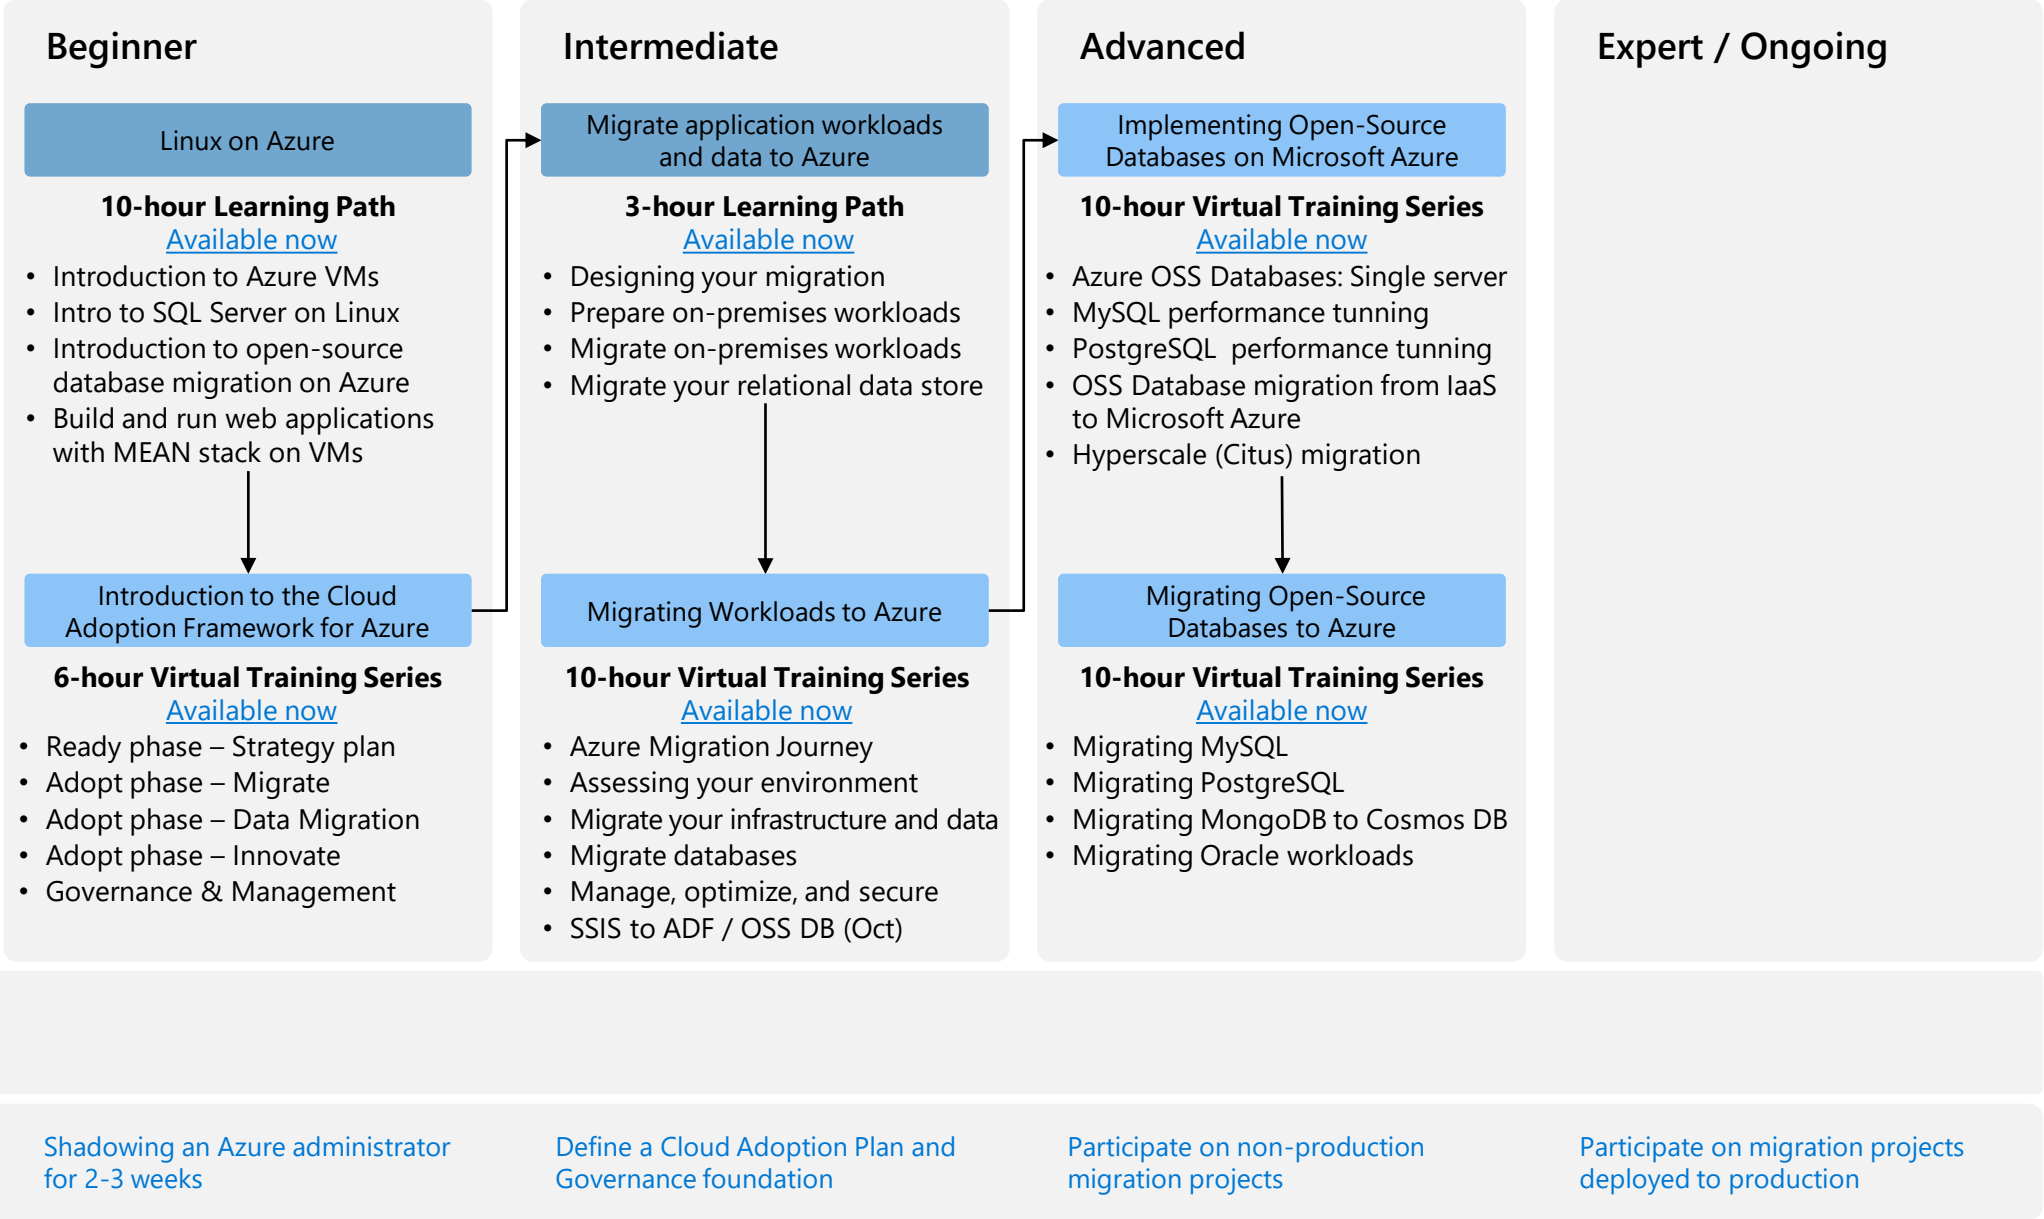 Beginner
Linux on Azure
10-hour Learning Path
Available now
• Introduction to Azure VMs
• Intro to SQL Server on Linux
• Introduction to open-source
database migration on Azure
• Build and run web applications
with MEAN stack on VMs
Introduction to the Cloud
Adoption Framework for Azure
6-hour Virtual Training Series
Available now
• Ready phase – Strategy plan
• Adopt phase – Migrate
• Adopt phase – Data Migration
• Adopt phase – Innovate
• Governance & Management
Intermediate
Migrate application workloads
and data to Azure
3-hour Learning Path
Available now
• Designing your migration
• Prepare on-premises workloads
• Migrate on-premises workloads
• Migrate your relational data store
Migrating Workloads to Azure
10-hour Virtual Training Series
Available now
• Azure Migration Journey
• Assessing your environment
• Migrate your infrastructure and data
• Migrate databases
• Manage, optimize, and secure
• SSIS to ADF / OSS DB (Oct)
Advanced
Implementing Open-Source
Databases on Microsoft Azure
10-hour Virtual Training Series
Available now
• Azure OSS Databases: Single server
• MySQL performance tunning
• PostgreSQL  performance tunning
• OSS Database migration from IaaS
to Microsoft Azure
• Hyperscale (Citus) migration
Migrating Open-Source
Databases to Azure
10-hour Virtual Training Series
Available now
• Migrating MySQL
• Migrating PostgreSQL
• Migrating MongoDB to Cosmos DB
• Migrating Oracle workloads
Expert / Ongoing
Shadowing an Azure administrator
for 2-3 weeks
Define a Cloud Adoption Plan and
Governance foundation
Participate on non-production
migration projects
Participate on migration projects
deployed to production